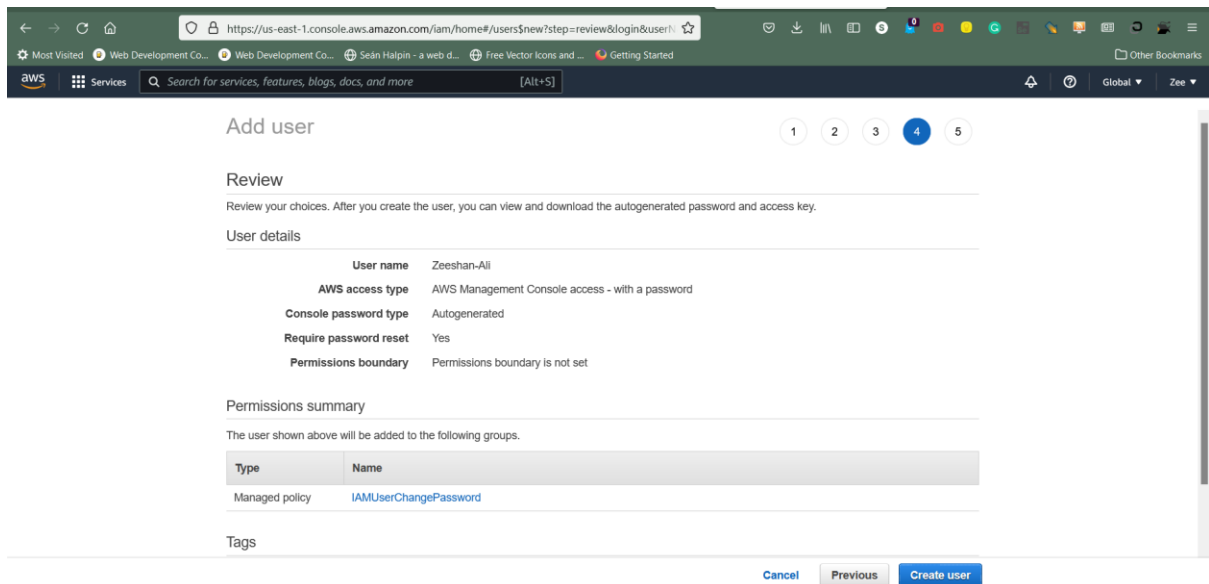 https://us-east-1.console.aws.amazon.com/iam/home#/users$new?step=review&login&userN
Most Visited Web Development Co... Web Development Co... Seán Halpin - a web d... Free Vector Icons and ... Getting Started Other Bookmarks
aws Services Search for services, features, blogs, docs, and more [Alt+S] Global Zee
Add user 1 2 3 4 5
Review
Review your choices. After you create the user, you can view and download the autogenerated password and access key.
User details
User name Zeeshan-Ali
AWS access type AWS Management Console access - with a password
Console password type Autogenerated
Require password reset Yes
Permissions boundary Permissions boundary is not set
Permissions summary
The user shown above will be added to the following groups.
Type Name
Managed policy IAMUserChangePassword
Tags
Cancel Previous Create user